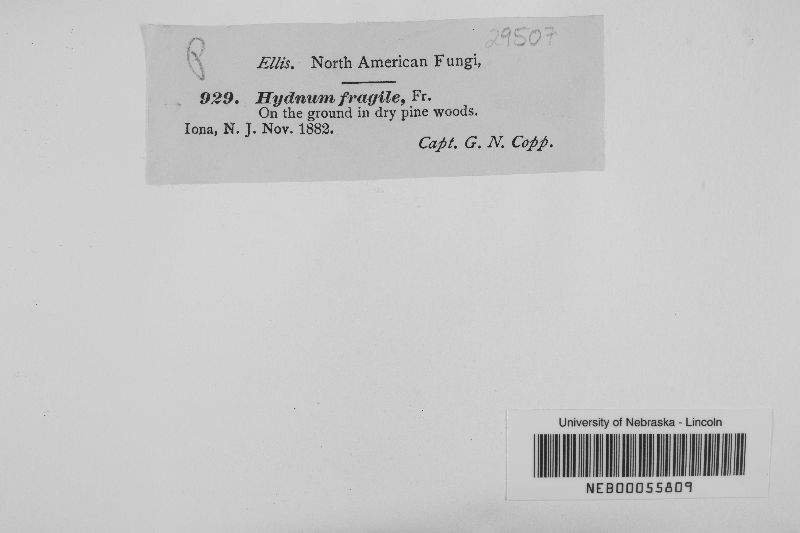 29507
Ellis. North American Fungi,
929. Hydnum fragile, Fr.
On the ground in dry pine woods.
Iona, N. J. Nov. 1882.
Capt. G. N. Copp.
University of Nebraska - Lincoln
NEB00055809